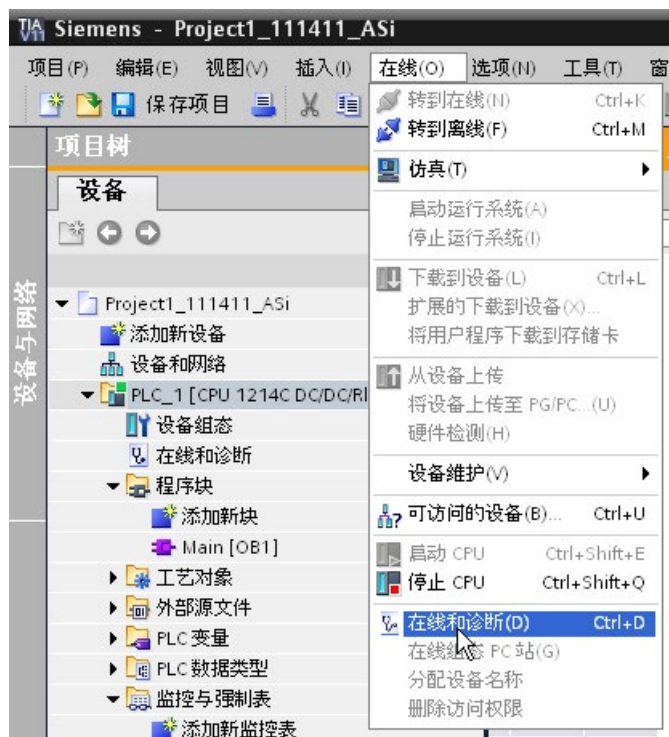 TIA
V11 Siemens - Project1_111411_ASi
项目(P) 编辑(E) 视图(V) 插入(I) 在线(O) 选项(N) 工具(T) 窗
保存项目
项目树
设备
设备与网络
Project1_111411_ASi
添加新设备
设备和网络
PLC_1 [CPU 1214C DC/DC/Rl
设备组态
在线和诊断
程序块
添加新块
Main [OB1]
工艺对象
外部源文件
PLC 变量
PLC 数据类型
监控与强制表
添加新监控表
转到在线(N) Ctrl+K
转到离线(F) Ctrl+M
仿真(T)
启动运行系统(A)
停止运行系统(I)
下载到设备(L) Ctrl+L
扩展的下载到设备(X)...
将用户程序下载到存储卡
从设备上传
将设备上传至 PG/PC...(U)
硬件检测(H)
设备维护(V)
可访问的设备(B)... Ctrl+U
启动 CPU Ctrl+Shift+E
停止 CPU Ctrl+Shift+Q
在线和诊断(D) Ctrl+D
在线组态 PC 站(G)
分配设备名称
删除访问权限